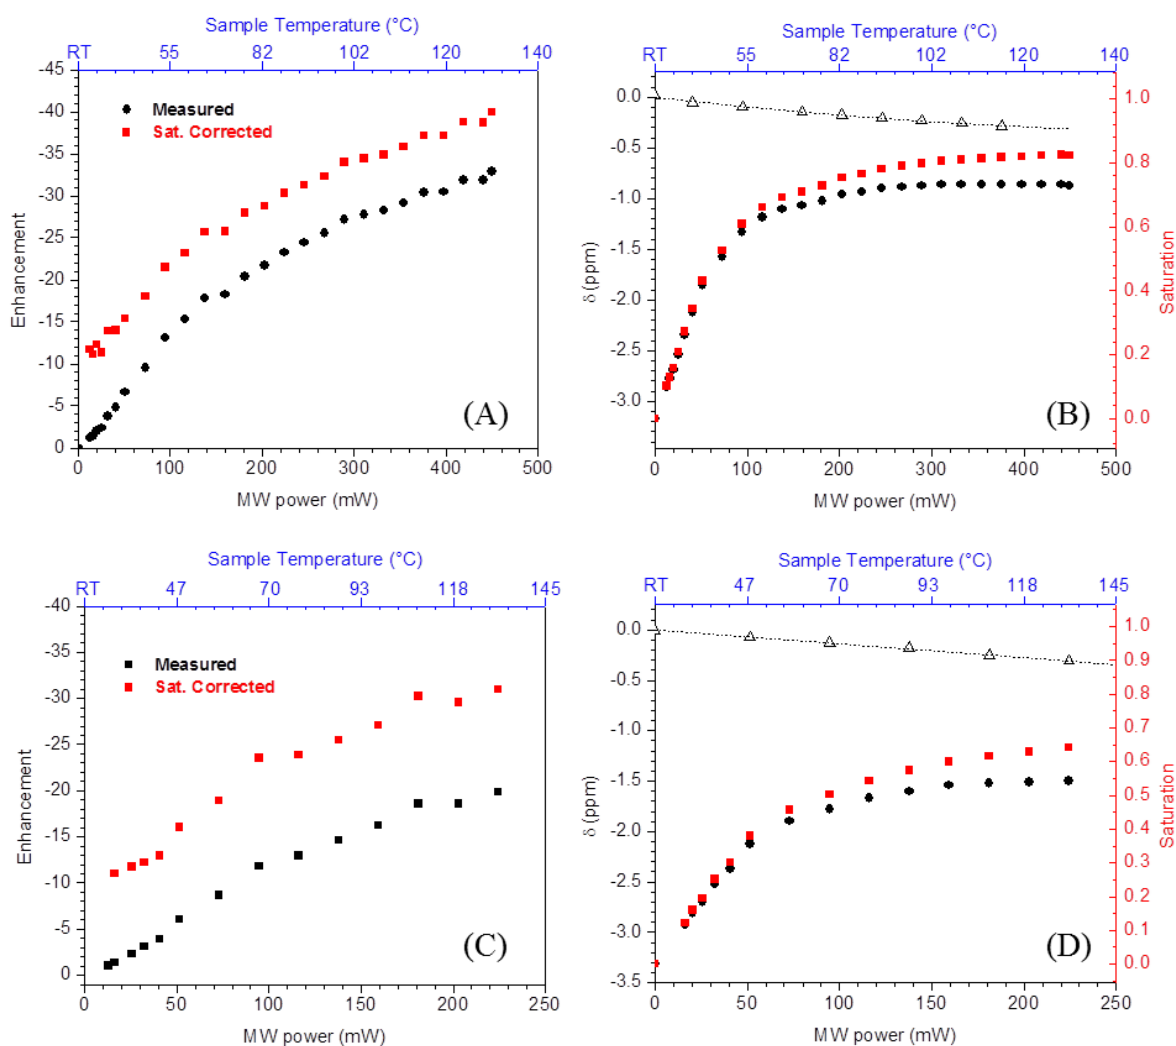 Sample Temperature (°C)
RT 55 82 102 120 140
-45
-40
-35
-30
-25
-20
-15
-10
-5
0
Enhancement
Measured
Sat. Corrected
(A)
0 100 200 300 400 500
MW power (mW)
Sample Temperature (°C)
RT 55 82 102 120 140
0.0
-0.5
-1.0
-1.5
-2.0
-2.5
-3.0
δ (ppm)
1.0
0.8
0.6
0.4
0.2
0.0
Saturation
(B)
0 100 200 300 400 500
MW power (mW)
Sample Temperature (°C)
RT 47 70 93 118 145
-40
-35
-30
-25
-20
-15
-10
-5
0
Enhancement
Measured
Sat. Corrected
(C)
0 50 100 150 200 250
MW power (mW)
Sample Temperature (°C)
RT 47 70 93 118 145
0.0
-0.5
-1.0
-1.5
-2.0
-2.5
-3.0
-3.5
δ (ppm)
1.0
0.9
0.8
0.7
0.6
0.5
0.4
0.3
0.2
0.1
0.0
Saturation
(D)
0 50 100 150 200 250
MW power (mW)